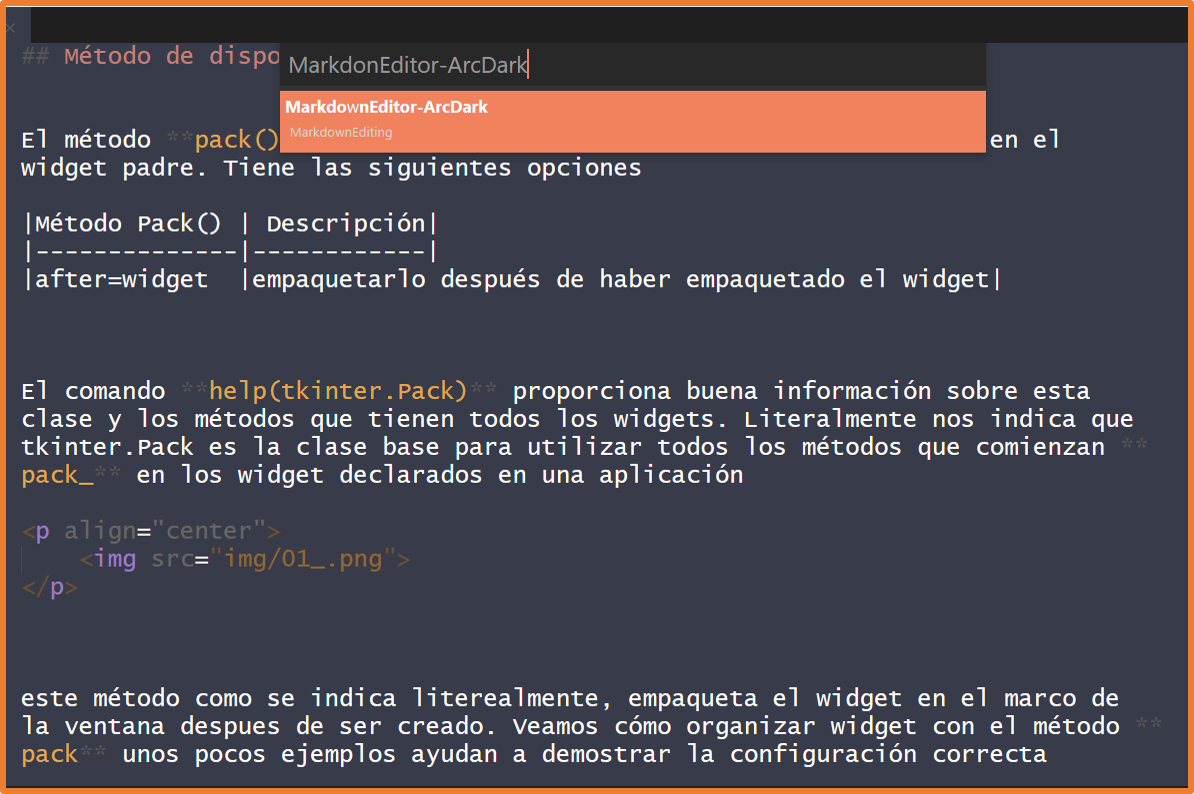 ## Método de dispo
MarkdonEditor-ArcDark
MarkdownEditor-ArcDark
MarkdownEditing
El método **pack() en el
widget padre. Tiene las siguientes opciones
|Método Pack() | Descripción|
|--------------|------------|
|after=widget  |empaquetarlo después de haber empaquetado el widget|
El comando **help(tkinter.Pack)** proporciona buena información sobre esta
clase y los métodos que tienen todos los widgets. Literalmente nos indica que
tkinter.Pack es la clase base para utilizar todos los métodos que comienzan **
pack_** en los widget declarados en una aplicación
<p align="center">
    <img src="img/01_.png">
</p>
este método como se indica literealmente, empaqueta el widget en el marco de
la ventana despues de ser creado. Veamos cómo organizar widget con el método **
pack** unos pocos ejemplos ayudan a demostrar la configuración correcta